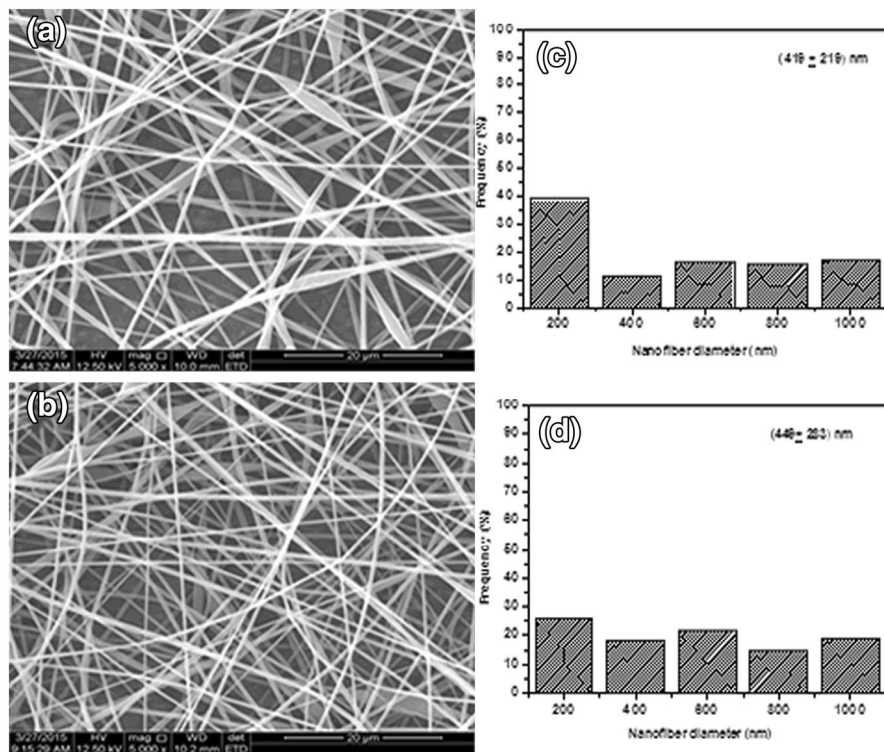 (a)
3/27/2015 HV mag WD det
7:44:32 AM 12.50 kV 5 000 x 10.0 mm ETD 20 µm
(b)
3/27/2015 HV mag WD det
9:15:29 AM 12.50 kV 5 000 x 10.2 mm ETD 20 µm
(c)
(419 ± 219) nm
Frequency (%)
100
90
80
70
60
50
40
30
20
10
0
200 400 600 800 1000
Nanofiber diameter (nm)
(d)
nm
Frequency (%)
100
90
80
70
60
50
40
30
20
10
0
200 400 600 800 1000
Nanofiber diameter (nm)